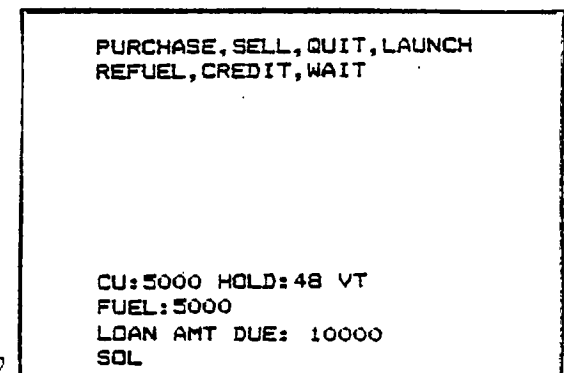 PURCHASE,SELL,QUIT,LAUNCH
REFUEL,CREDIT,WAIT
CU:5000 HOLD:48 VT
FUEL:5000
LOAN AMT DUE: 10000
SOL